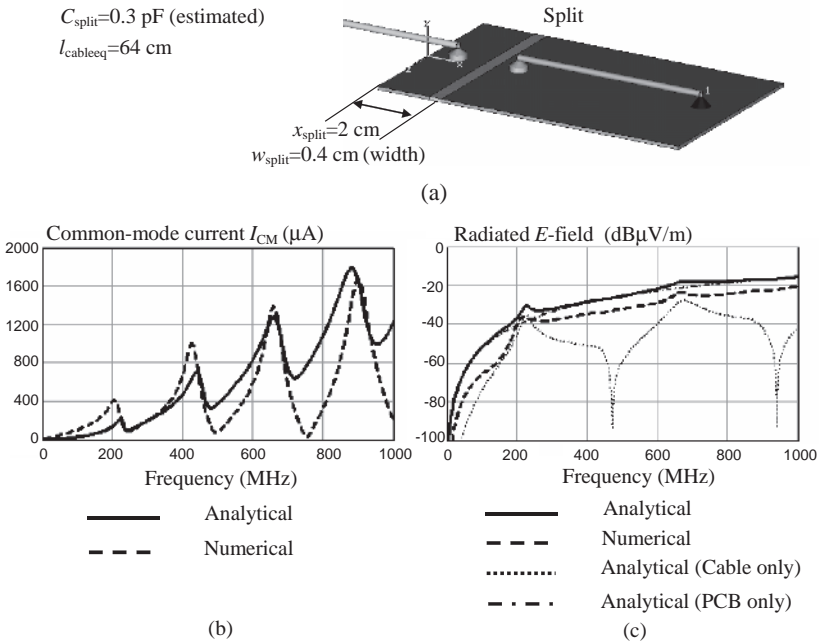 C_split=0.3 pF (estimated)
Split
l_cableeq=64 cm
z
x
1
x_split=2 cm
w_split=0.4 cm (width)
(a)
Common-mode current I_CM (μA)
2000
1600
1200
800
400
0
0 200 400 600 800 1000
Frequency (MHz)
Analytical
Numerical
(b)
Radiated E-field (dBμV/m)
0
-20
-40
-60
-80
-100
0 200 400 600 800 1000
Frequency (MHz)
Analytical
Numerical
Analytical (Cable only)
Analytical (PCB only)
(c)